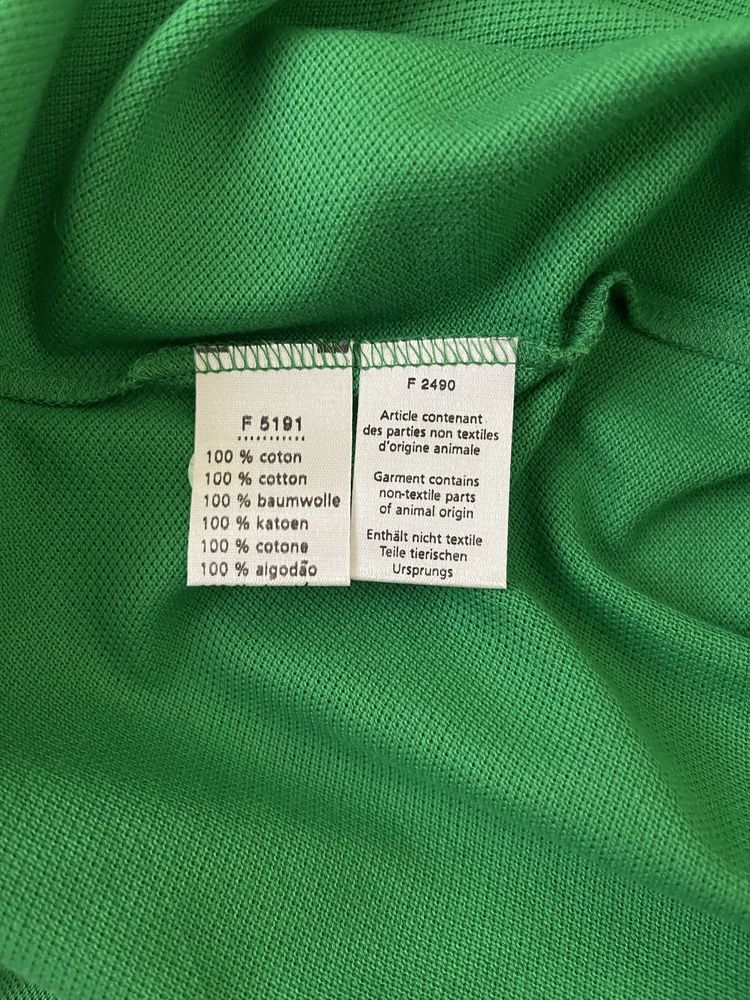 F 5191
100 % coton
100 % cotton
100 % baumwolle
100 % katoen
100 % cotone
100 % algodão
F 2490
Article contenant
des parties non textiles
d'origine animale
Garment contains
non-textile parts
of animal origin
Enthält nicht textile
Teile tierischen
Ursprungs